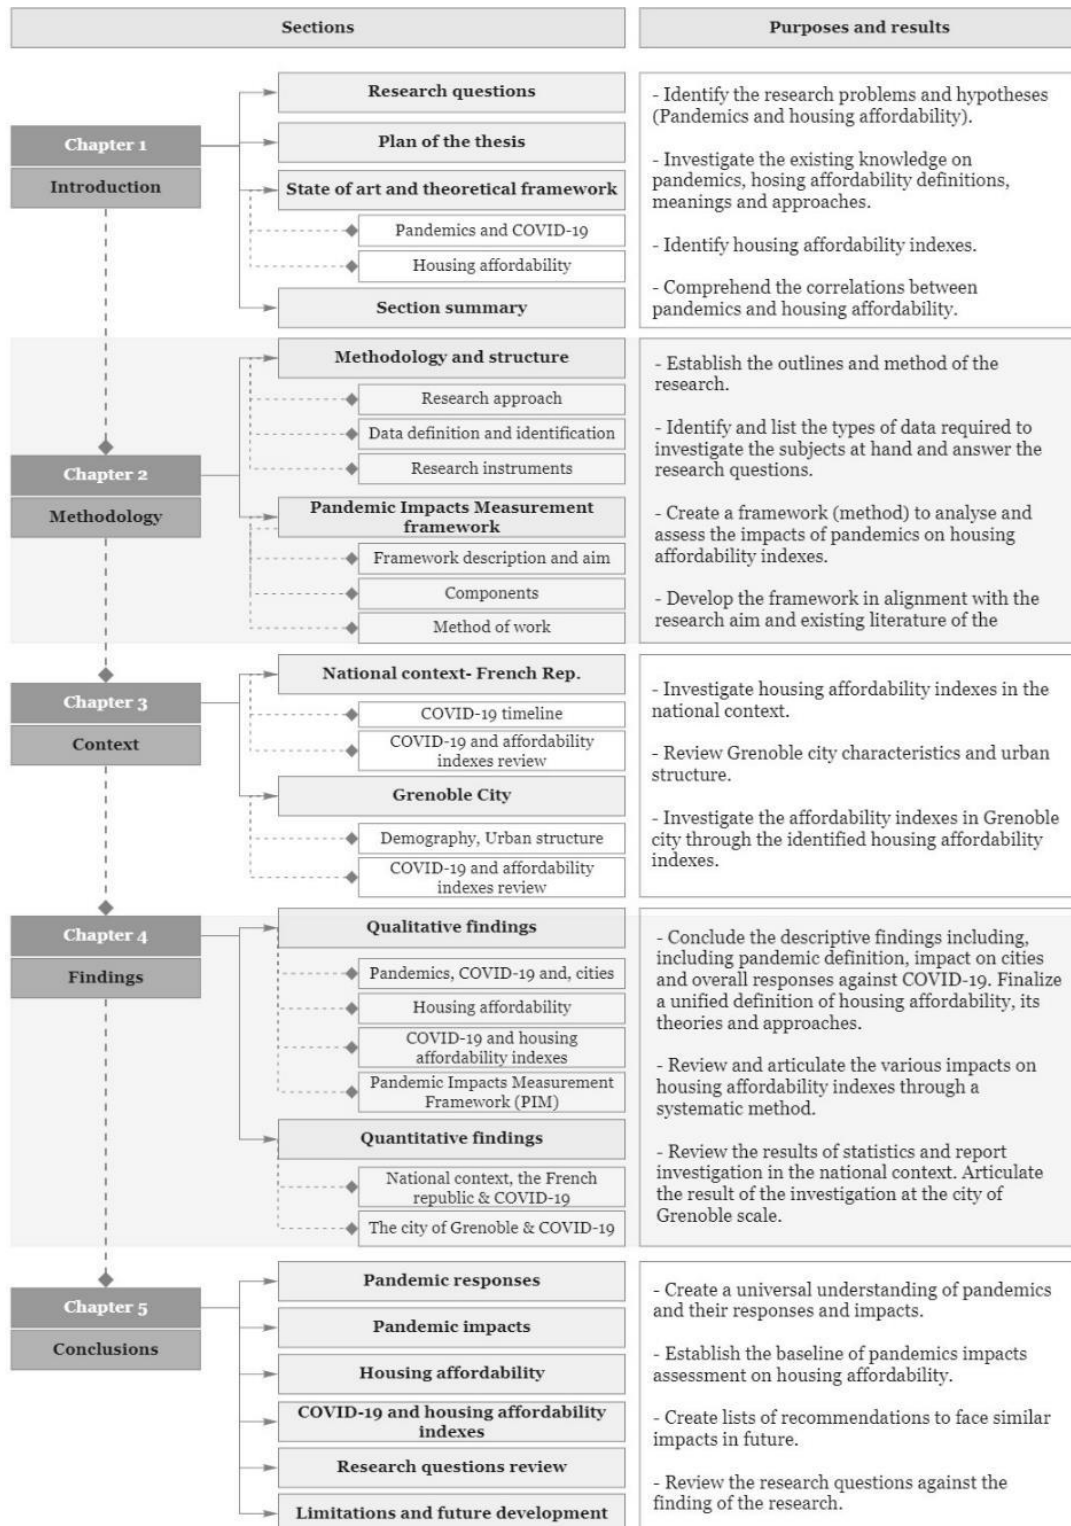 Sections
Purposes and results
Chapter 1
Introduction
Research questions
Plan of the thesis
State of art and theoretical framework
Pandemics and COVID-19
Housing affordability
Section summary
- Identify the research problems and hypotheses
(Pandemics and housing affordability).
- Investigate the existing knowledge on
pandemics, hosing affordability definitions,
meanings and approaches.
- Identify housing affordability indexes.
- Comprehend the correlations between
pandemics and housing affordability.
Chapter 2
Methodology
Methodology and structure
Research approach
Data definition and identification
Research instruments
Pandemic Impacts Measurement
framework
Framework description and aim
Components
Method of work
- Establish the outlines and method of the
research.
- Identify and list the types of data required to
investigate the subjects at hand and answer the
research questions.
- Create a framework (method) to analyse and
assess the impacts of pandemics on housing
affordability indexes.
- Develop the framework in alignment with the
research aim and existing literature of the
Chapter 3
Context
National context- French Rep.
COVID-19 timeline
COVID-19 and affordability
indexes review
Grenoble City
Demography, Urban structure
COVID-19 and affordability
indexes review
- Investigate housing affordability indexes in the
national context.
- Review Grenoble city characteristics and urban
structure.
- Investigate the affordability indexes in Grenoble
city through the identified housing affordability
indexes.
Chapter 4
Findings
Qualitative findings
Pandemics, COVID-19 and, cities
Housing affordability
COVID-19 and housing
affordability indexes
Pandemic Impacts Measurement
Framework (PIM)
Quantitative findings
National context, the French
republic & COVID-19
The city of Grenoble & COVID-19
- Conclude the descriptive findings including,
including pandemic definition, impact on cities
and overall responses against COVID-19. Finalize
a unified definition of housing affordability, its
theories and approaches.
- Review and articulate the various impacts on
housing affordability indexes through a
systematic method.
- Review the results of statistics and report
investigation in the national context. Articulate
the result of the investigation at the city of
Grenoble scale.
Chapter 5
Conclusions
Pandemic responses
Pandemic impacts
Housing affordability
COVID-19 and housing affordability
indexes
Research questions review
Limitations and future development
- Create a universal understanding of pandemics
and their responses and impacts.
- Establish the baseline of pandemics impacts
assessment on housing affordability.
- Create lists of recommendations to face similar
impacts in future.
- Review the research questions against the
finding of the research.